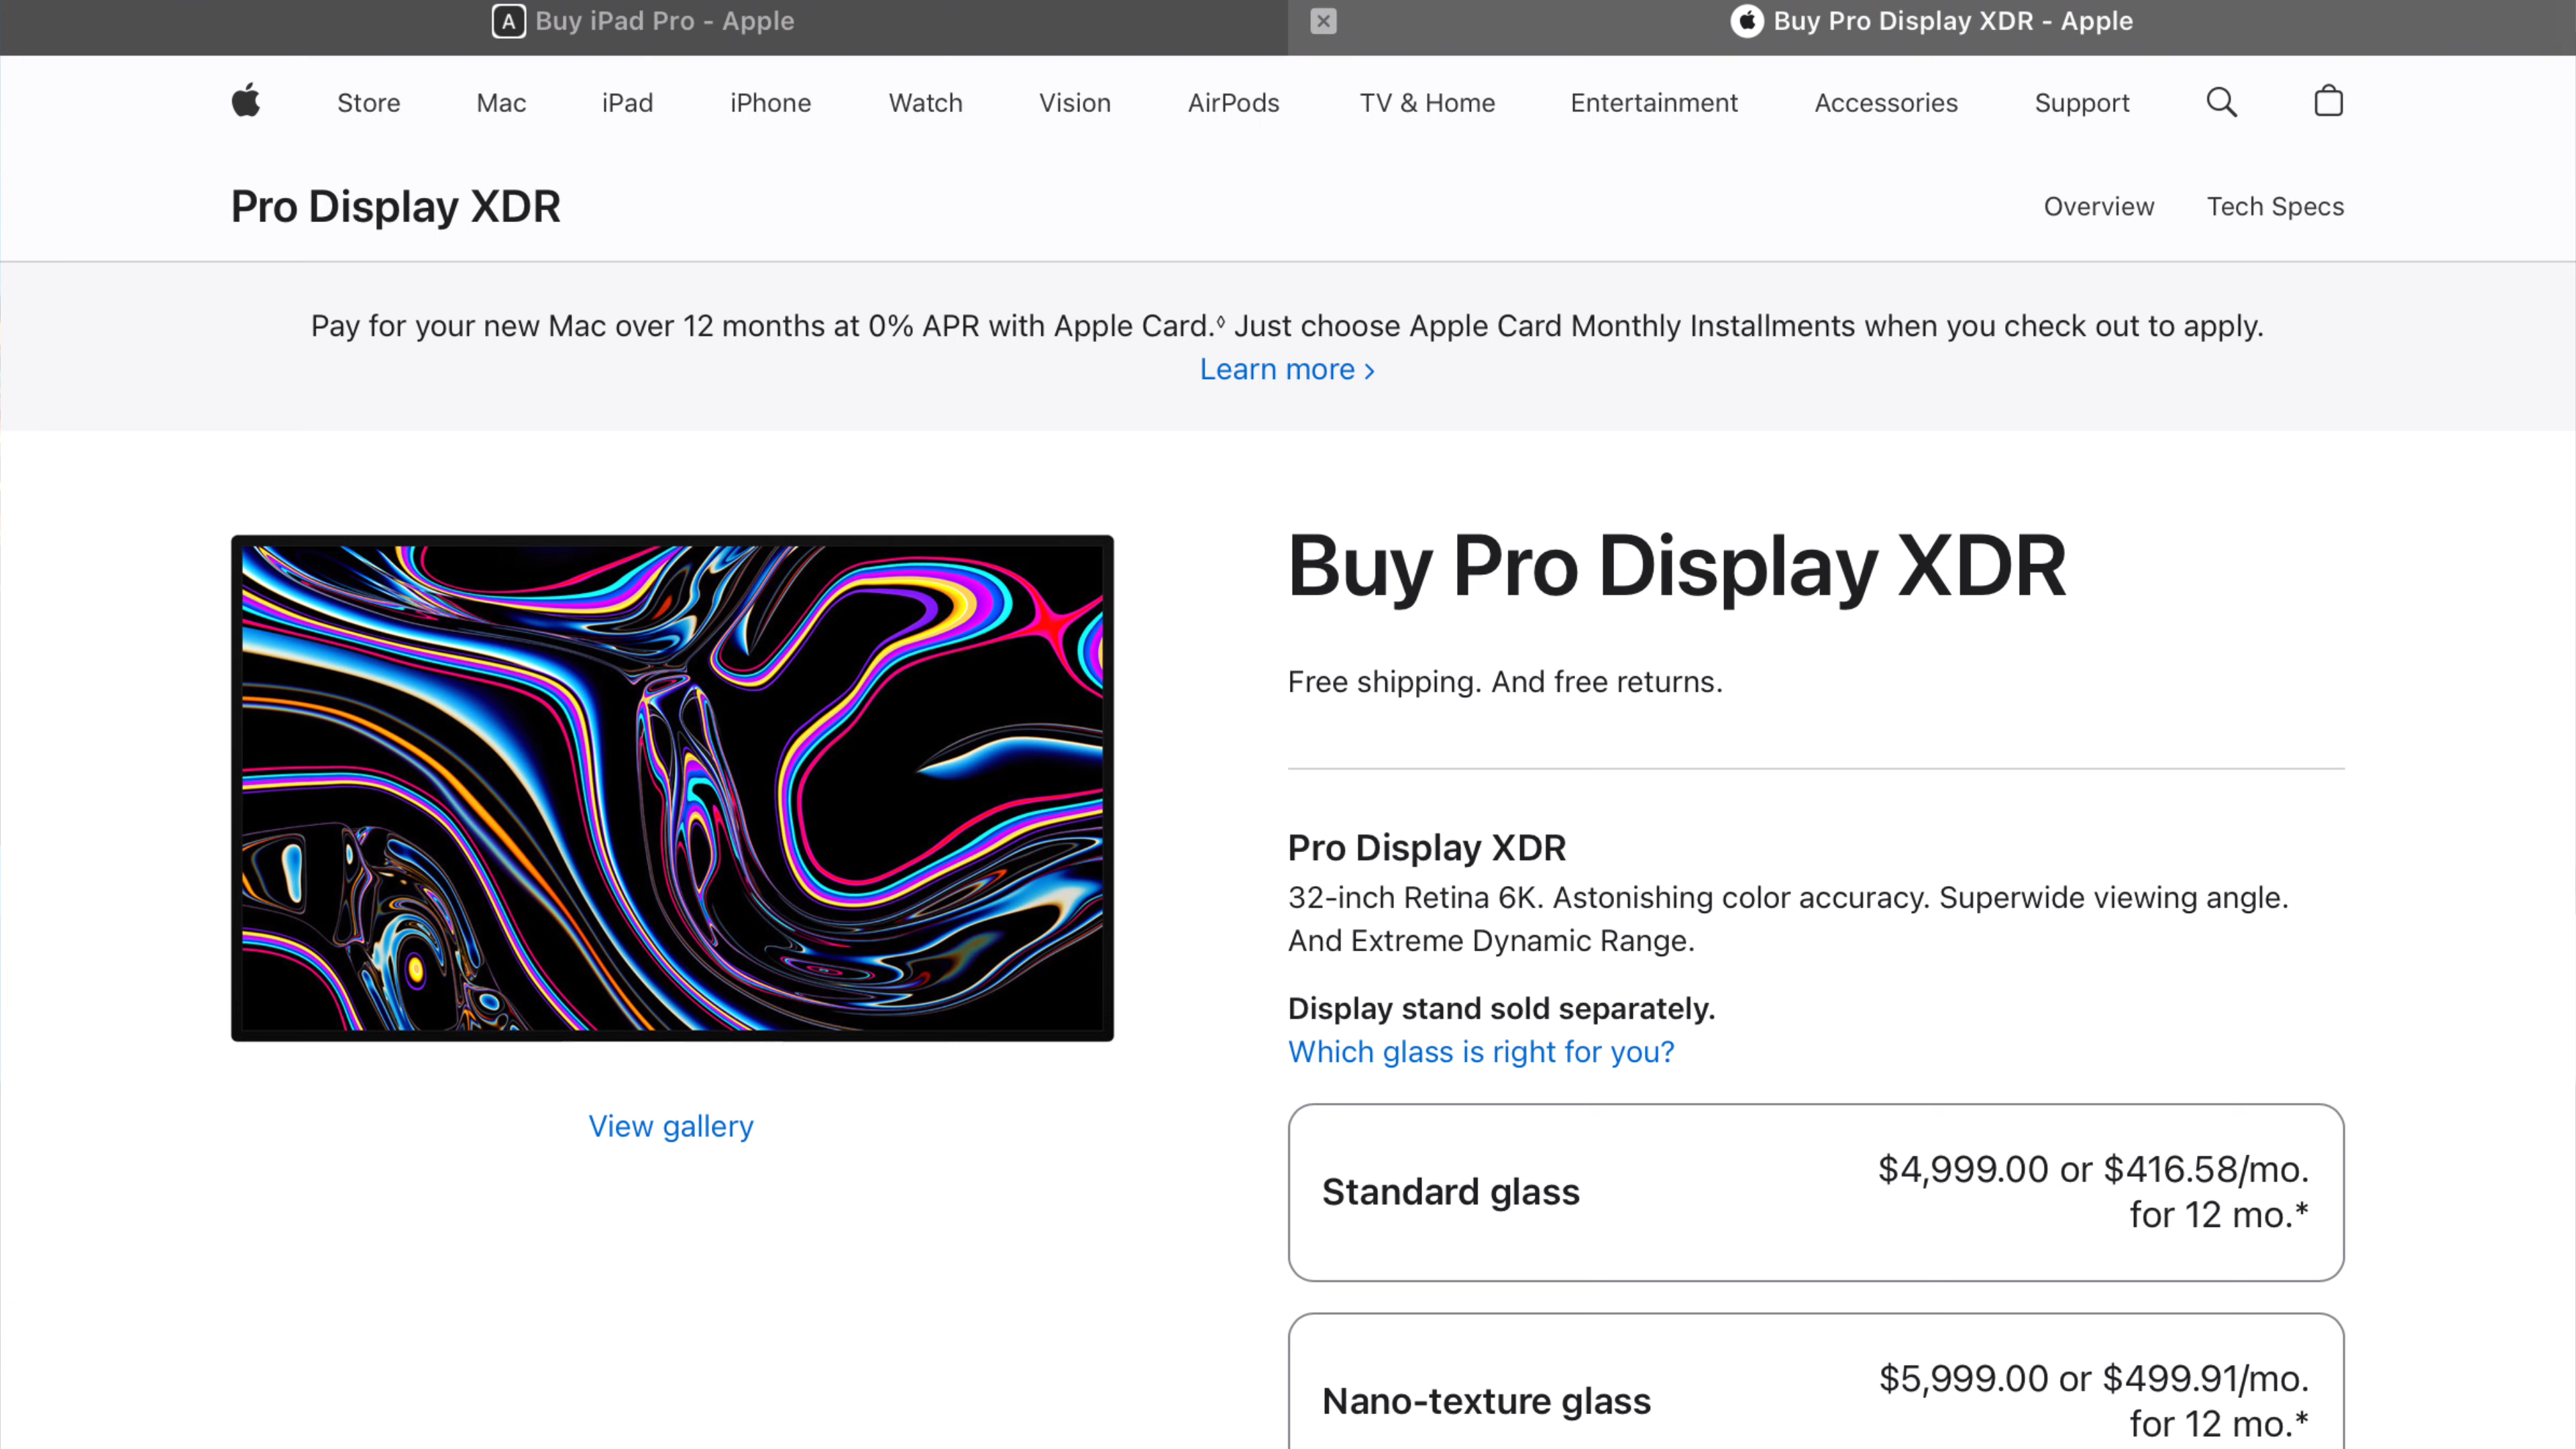 A Buy iPad Pro - Apple
Buy Pro Display XDR - Apple
Store Mac iPad iPhone Watch Vision AirPods TV & Home Entertainment Accessories Support
Pro Display XDR
Overview Tech Specs
Pay for your new Mac over 12 months at 0% APR with Apple Card.◊ Just choose Apple Card Monthly Installments when you check out to apply.
Learn more >
Buy Pro Display XDR
Free shipping. And free returns.
Pro Display XDR
32-inch Retina 6K. Astonishing color accuracy. Superwide viewing angle.
And Extreme Dynamic Range.
Display stand sold separately.
Which glass is right for you?
View gallery
Standard glass
$4,999.00 or $416.58/mo.
for 12 mo.*
Nano-texture glass
$5,999.00 or $499.91/mo.
for 12 mo.*